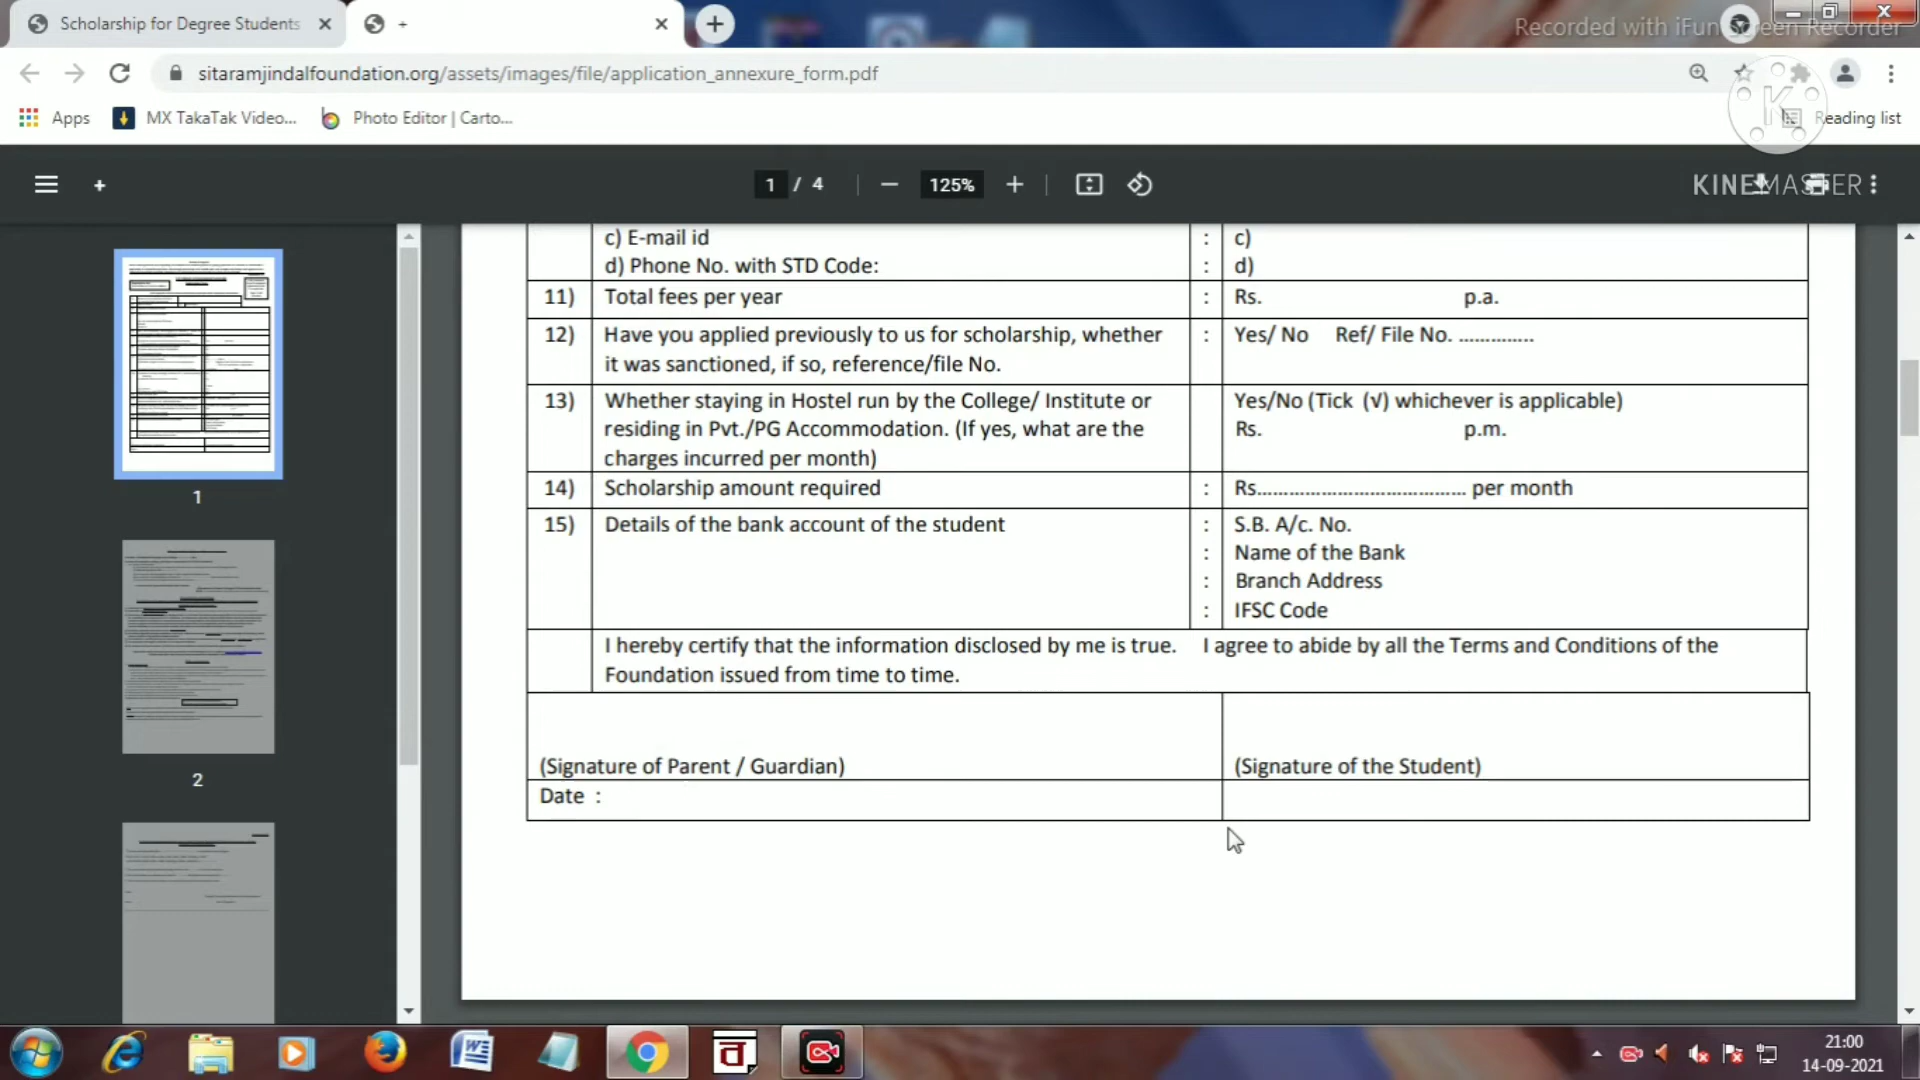 Scholarship for Degree Students
Recorded with iFun Screen Recorder
sitaramjindalfoundation.org/assets/images/file/application_annexure_form.pdf
Apps MX TakaTak Video... Photo Editor | Carto... Reading list
1 / 4 125% KINEMASTER
c) E-mail id : c)
d) Phone No. with STD Code: : d)
11) Total fees per year : Rs. p.a.
12) Have you applied previously to us for scholarship, whether : Yes/ No Ref/ File No. ..............
it was sanctioned, if so, reference/file No.
13) Whether staying in Hostel run by the College/ Institute or Yes/No (Tick (√) whichever is applicable)
residing in Pvt./PG Accommodation. (If yes, what are the Rs. p.m.
charges incurred per month)
14) Scholarship amount required : Rs....................................... per month
15) Details of the bank account of the student : S.B. A/c. No.
: Name of the Bank
: Branch Address
: IFSC Code
I hereby certify that the information disclosed by me is true. I agree to abide by all the Terms and Conditions of the
Foundation issued from time to time.
(Signature of Parent / Guardian) (Signature of the Student)
Date :
1
2
21:00
14-09-2021